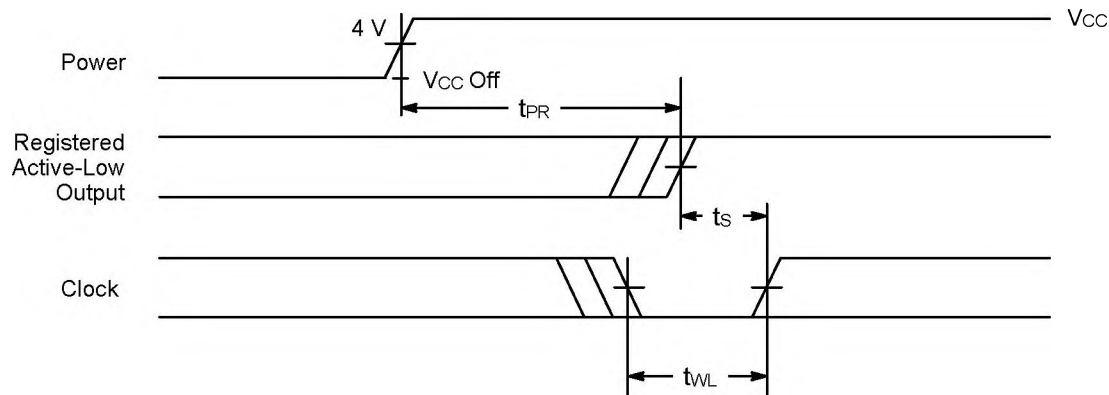 4 V
VCC
Power
VCC Off
tPR
Registered
Active-Low
Output
tS
Clock
tWL